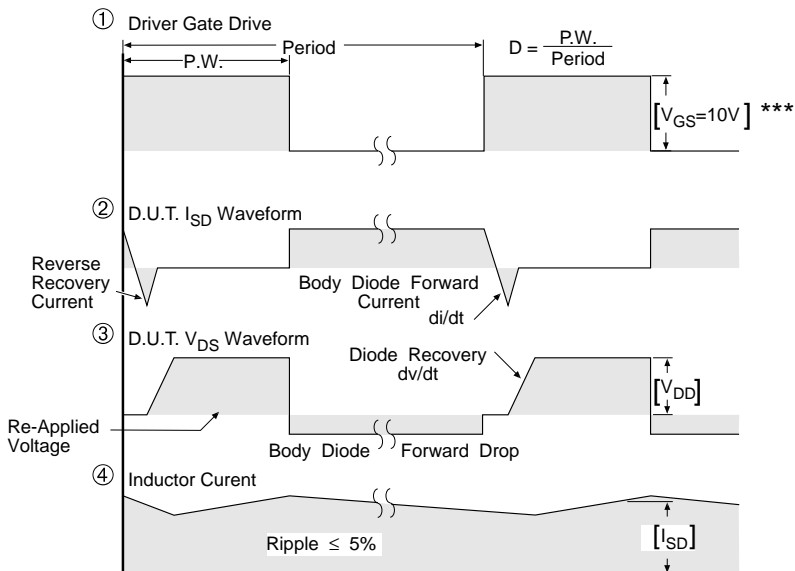 ① Driver Gate Drive
Period
P.W.
D = P.W.
Period
[VGS=10V] ***
② D.U.T. ISD Waveform
Reverse
Recovery
Current
Body Diode Forward
Current
di/dt
③ D.U.T. VDS Waveform
Diode Recovery
dv/dt
[VDD]
Re-Applied
Voltage
Body Diode Forward Drop
④ Inductor Curent
Ripple ≤ 5%
[ISD]